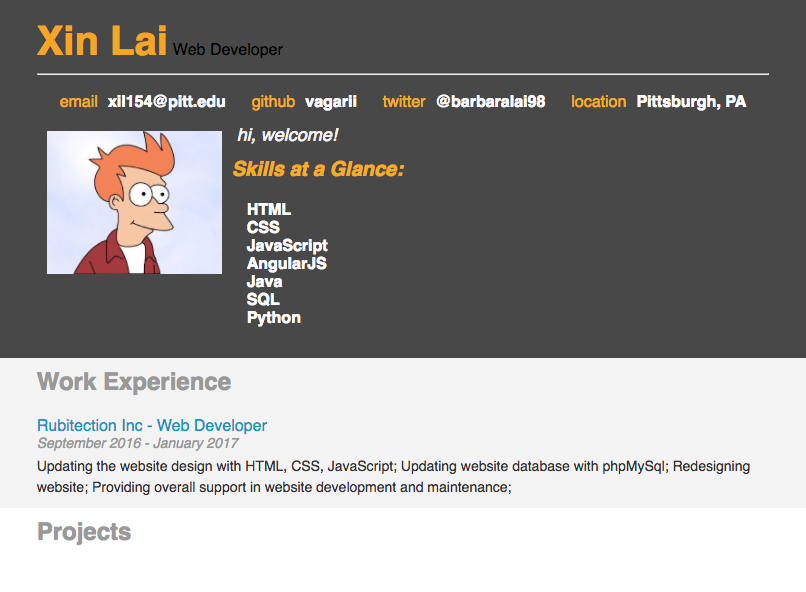 Xin Lai Web Developer
email xil154@pitt.edu github vagarii twitter @barbaralai98 location Pittsburgh, PA
hi, welcome!
Skills at a Glance:
HTML
CSS
JavaScript
AngularJS
Java
SQL
Python
Work Experience
Rubitection Inc - Web Developer
September 2016 - January 2017
Updating the website design with HTML, CSS, JavaScript; Updating website database with phpMySql; Redesigning
website; Providing overall support in website development and maintenance;
Projects